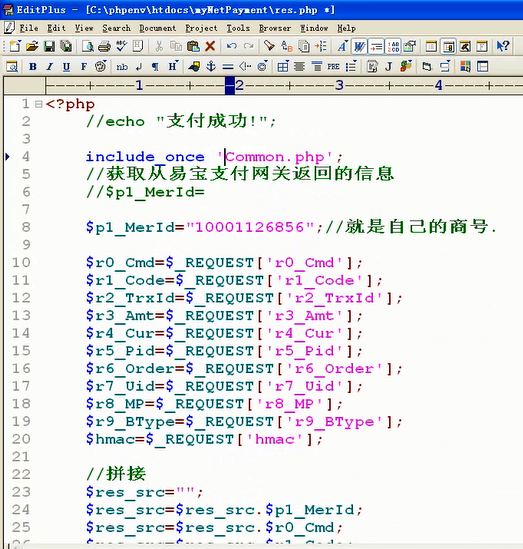 EditPlus - [C:\phpenv\htdocs\myNetPayment\res.php *]
File Edit View Search Document Project Tools Browser Window Help
1 2 3 4
1 <?php
2 //echo "支付成功!";
3
4 include_once 'Common.php';
5 //获取从易宝支付网关返回的信息
6 //$p1_MerId=
7
8 $p1_MerId="10001126856";//就是自己的商号.
9
10 $r0_Cmd=$_REQUEST['r0_Cmd'];
11 $r1_Code=$_REQUEST['r1_Code'];
12 $r2_TrxId=$_REQUEST['r2_TrxId'];
13 $r3_Amt=$_REQUEST['r3_Amt'];
14 $r4_Cur=$_REQUEST['r4_Cur'];
15 $r5_Pid=$_REQUEST['r5_Pid'];
16 $r6_Order=$_REQUEST['r6_Order'];
17 $r7_Uid=$_REQUEST['r7_Uid'];
18 $r8_MP=$_REQUEST['r8_MP'];
19 $r9_BType=$_REQUEST['r9_BType'];
20 $hmac=$_REQUEST['hmac'];
21
22 //拼接
23 $res_src="";
24 $res_src=$res_src.$p1_MerId;
25 $res_src=$res_src.$r0_Cmd;